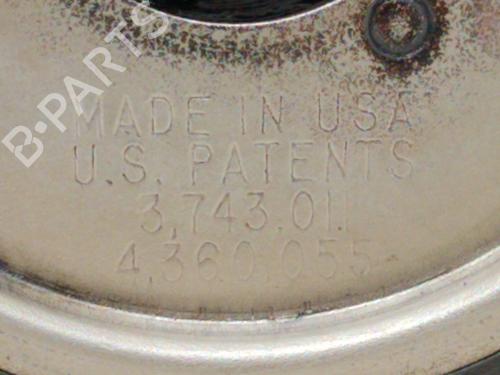 B-PARTS
MADE IN USA
U.S. PATENTS
3,743,011
4,360,055